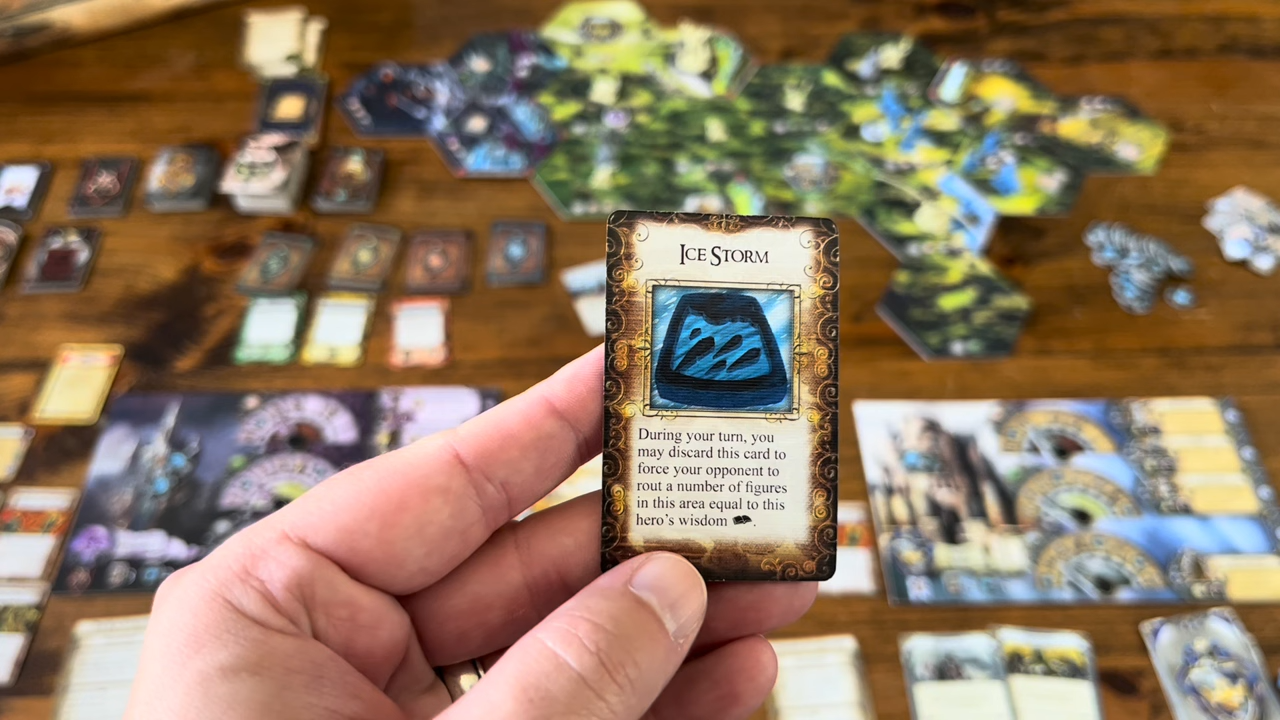 ICE STORM
During your turn, you
may discard this card to
force your opponent to
rout a number of figures
in this area equal to this
hero's wisdom .